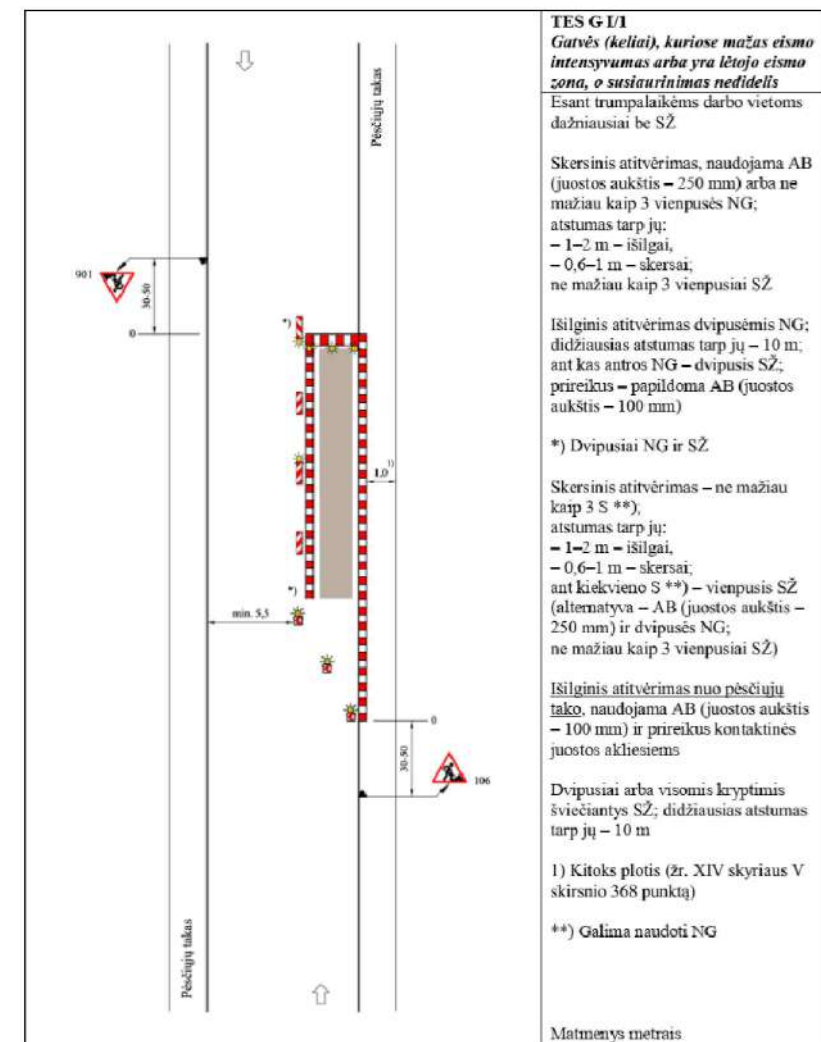 TES G I/1
Gatvės (keliai), kuriose mažas eismo
intensyvumas arba yra lėtojo eismo
zona, o susiaurinimas nedidelis
Esant trumpalaikėms darbo vietoms
dažniausiai be SŽ
Skersinis atitvėrimas, naudojama AB
(juostos aukštis – 250 mm) arba ne
mažiau kaip 3 vienpusės NG;
atstumas tarp jų:
– 1–2 m – išilgai,
– 0,6–1 m – skersai;
ne mažiau kaip 3 vienpusiai SŽ
Išilginis atitvėrimas dvipusėmis NG;
didžiausias atstumas tarp jų – 10 m;
ant kas antros NG – dvipusis SŽ;
prireikus – papildoma AB (juostos
aukštis – 100 mm)
*) Dvipusiai NG ir SŽ
Skersinis atitvėrimas – ne mažiau
kaip 3 S **);
atstumas tarp jų:
– 1–2 m – išilgai,
– 0,6–1 m – skersai;
ant kiekvieno S **) – vienpusis SŽ
(alternatyva – AB (juostos aukštis –
250 mm) ir dvipusės NG;
ne mažiau kaip 3 vienpusiai SŽ)
Išilginis atitvėrimas nuo pėsčiųjų
tako, naudojama AB (juostos aukštis
– 100 mm) ir prireikus kontaktinės
juostos akliesiems
Dvipusiai arba visomis kryptimis
šviečiantys SŽ; didžiausias atstumas
tarp jų – 10 m
1) Kitoks plotis (žr. XIV skyriaus V
skirsnio 368 punktą)
**) Galima naudoti NG
Matmenys metrais
Pėsčiųjų takas
901
30-50
0
*)
1,0 1)
*)
min. 5,5
0
30-50
106
Pėsčiųjų takas